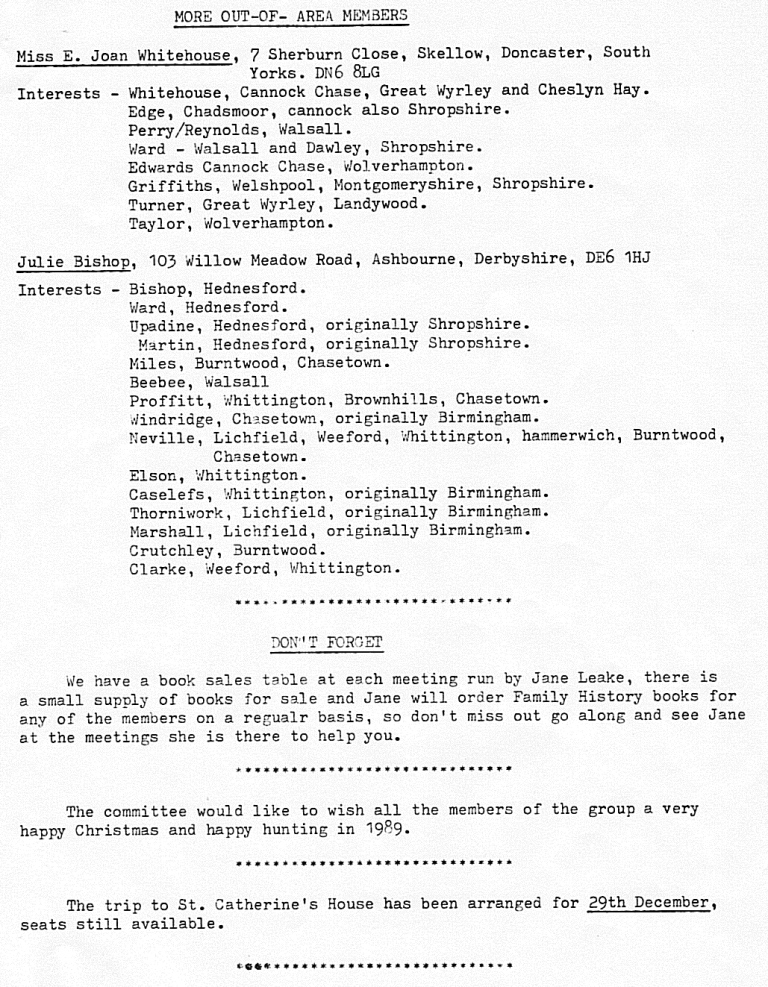 MORE OUT-OF- AREA MEMBERS
Miss E. Joan Whitehouse, 7 Sherburn Close, Skellow, Doncaster, South
Yorks. DN6 8LG
Interests - Whitehouse, Cannock Chase, Great Wyrley and Cheslyn Hay.
Edge, Chadsmoor, cannock also Shropshire.
Perry/Reynolds, Walsall.
Ward - Walsall and Dawley, Shropshire.
Edwards Cannock Chase, Wolverhampton.
Griffiths, Welshpool, Montgomeryshire, Shropshire.
Turner, Great Wyrley, Landywood.
Taylor, Wolverhampton.
Julie Bishop, 103 Willow Meadow Road, Ashbourne, Derbyshire, DE6 1HJ
Interests - Bishop, Hednesford.
Ward, Hednesford.
Upadine, Hednesford, originally Shropshire.
Martin, Hednesford, originally Shropshire.
Miles, Burntwood, Chasetown.
Beebee, Walsall
Proffitt, Whittington, Brownhills, Chasetown.
Windridge, Chasetown, originally Birmingham.
Neville, Lichfield, Weeford, Whittington, hammerwich, Burntwood,
Chasetown.
Elson, Whittington.
Caselefs, Whittington, originally Birmingham.
Thorniwork, Lichfield, originally Birmingham.
Marshall, Lichfield, originally Birmingham.
Crutchley, Burntwood.
Clarke, Weeford, Whittington.
******************************
DON'T FORGET
We have a book sales table at each meeting run by Jane Leake, there is
a small supply of books for sale and Jane will order Family History books for
any of the members on a regualr basis, so don't miss out go along and see Jane
at the meetings she is there to help you.
******************************
The committee would like to wish all the members of the group a very
happy Christmas and happy hunting in 1989.
******************************
The trip to St. Catherine's House has been arranged for 29th December,
seats still available.
******************************